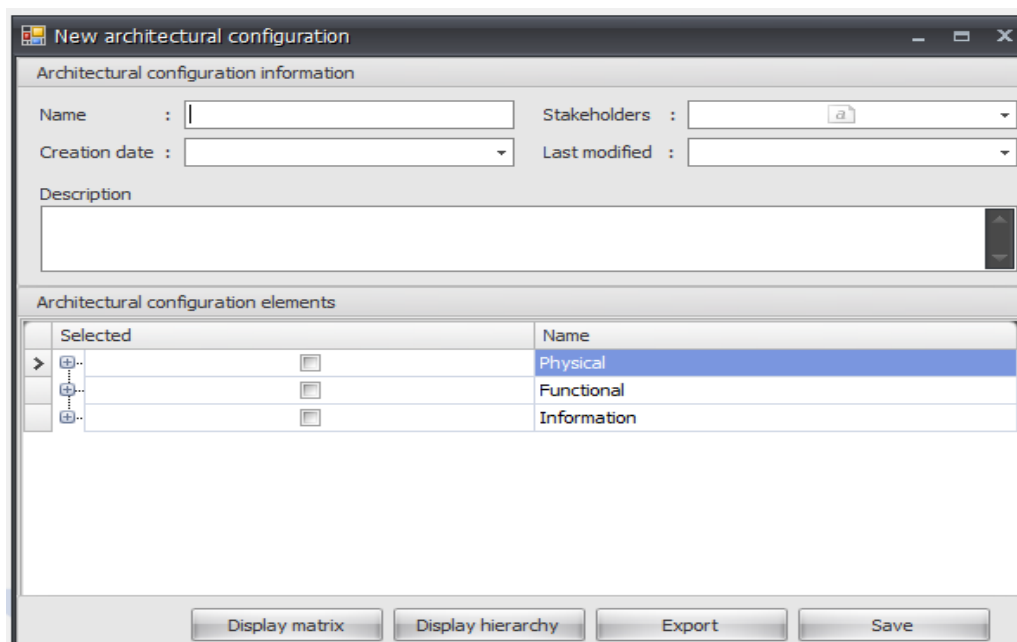 New architectural configuration
Architectural configuration information
Name : Stakeholders : a
Creation date : Last modified :
Description
Architectural configuration elements
Selected Name
Physical
Functional
Information
Display matrix Display hierarchy Export Save